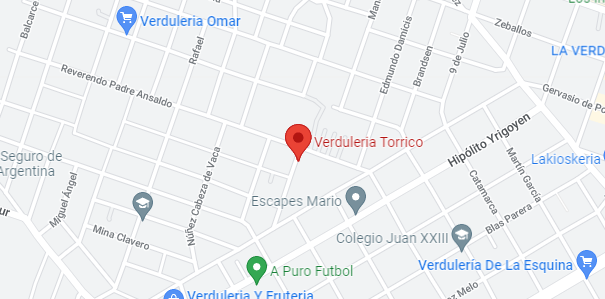 Balcarce
Verduleria Omar
Rafael
Edmundo Damicis
Brandsen
9 de Julio
Zeballos
LA VERD
Reverendo Padre Ansaldo
Gervasio de Po
Hipólito Yrigoyen
Verduleria Torrico
Seguro de
Argentina
Miguel Ángel
Núñez Cabeza de Vaca
Lakioskeria
Martín García
Catamarca
Escapes Mario
Blas Parera
Mina Clavero
Colegio Juan XXIII
A Puro Futbol
Verdulería De La Esquina
Verduleria Y Fruteria
ez Melo